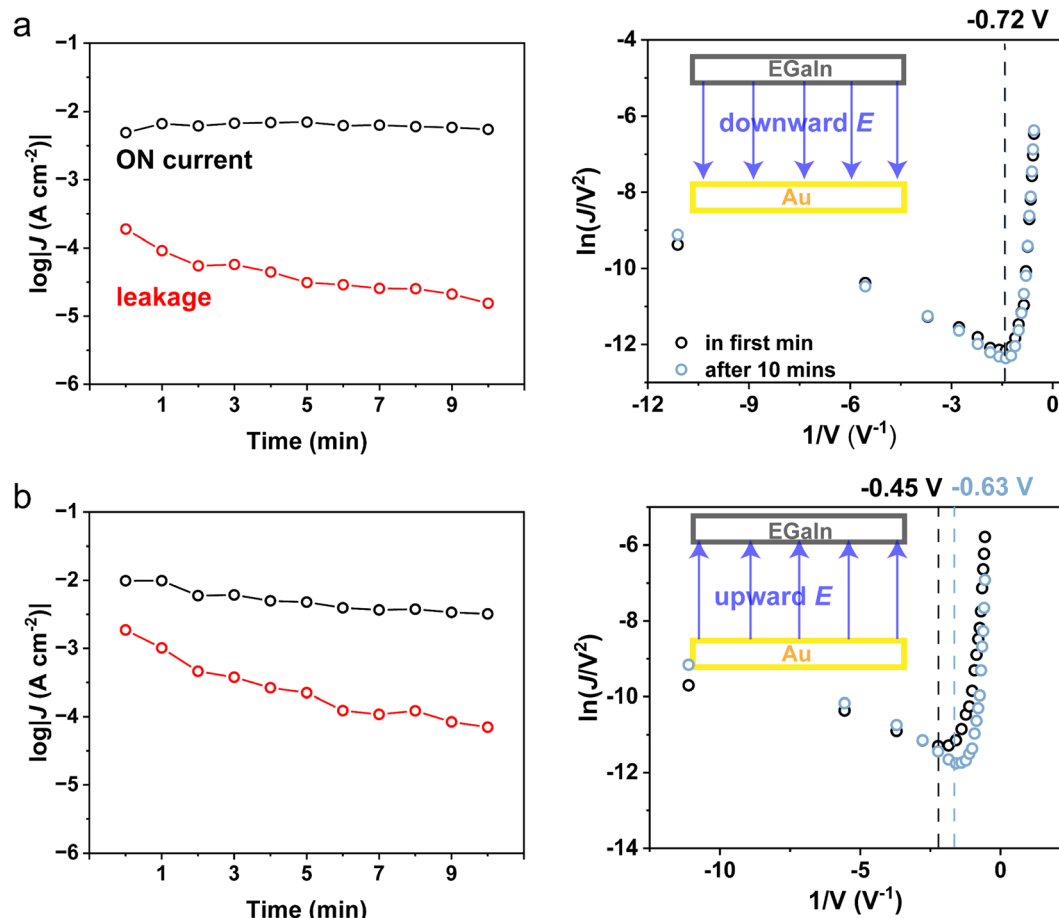 a
−1
−2
−3
−4
−5
−6
log|J (A cm⁻²)|
ON current
leakage
1
3
5
7
9
Time (min)
-0.72 V
-4
-6
-8
-10
-12
ln(J/V²)
EGaIn
downward E
Au
in first min
after 10 mins
-12
-9
-6
-3
0
1/V (V⁻¹)
b
−1
−2
−3
−4
−5
−6
log|J (A cm⁻²)|
1
3
5
7
9
Time (min)
-0.45 V
-0.63 V
-6
-8
-10
-12
-14
ln(J/V²)
EGaIn
upward E
Au
-10
-5
0
1/V (V⁻¹)